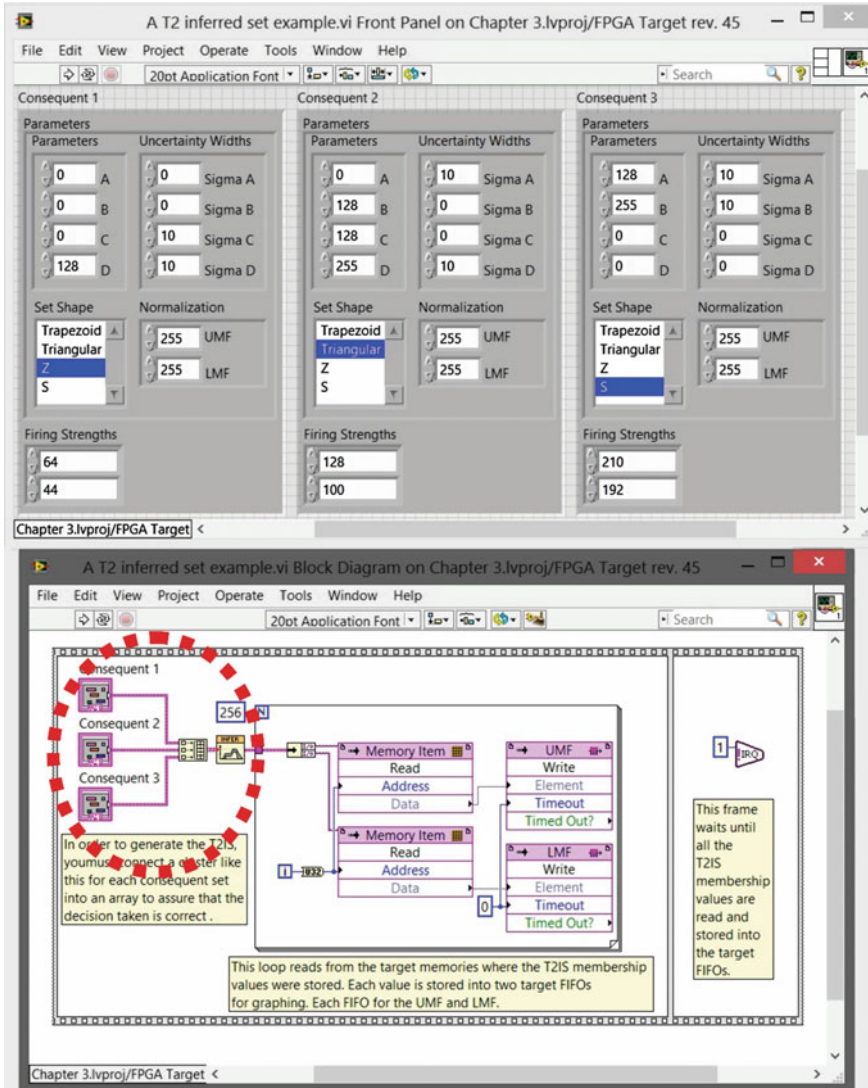 A T2 inferred set example.vi Front Panel on Chapter 3.lvproj/FPGA Target rev. 45
File Edit View Project Operate Tools Window Help
20pt Application Font Search
Consequent 1 Consequent 2 Consequent 3
Parameters Parameters Parameters
Parameters Uncertainty Widths Parameters Uncertainty Widths Parameters Uncertainty Widths
0 A 0 Sigma A 0 A 10 Sigma A 128 A 10 Sigma A
0 B 0 Sigma B 128 B 0 Sigma B 255 B 10 Sigma B
0 C 10 Sigma C 128 C 0 Sigma C 0 C 0 Sigma C
128 D 10 Sigma D 255 D 10 Sigma D 0 D 0 Sigma D
Set Shape Normalization Set Shape Normalization Set Shape Normalization
Trapezoid 255 UMF Trapezoid 255 UMF Trapezoid 255 UMF
Triangular Triangular Triangular
Z 255 LMF Z 255 LMF Z 255 LMF
S S S
Firing Strengths Firing Strengths Firing Strengths
64 128 210
44 100 192
Chapter 3.lvproj/FPGA Target <
A T2 inferred set example.vi Block Diagram on Chapter 3.lvproj/FPGA Target rev. 45
File Edit View Project Operate Tools Window Help
20pt Application Font Search
Consequent 1
Consequent 2
Consequent 3
256 N
INFER
Memory Item
Read
Address
Data
Memory Item
Read
Address
Data
i U32
UMF
Write
Element
Timeout
Timed Out?
LMF
Write
Element
0 Timeout
Timed Out?
1 IRQ
In order to generate the T2IS,
youmust connect a cluster like
this for each consequent set
into an array to assure that the
decision taken is correct .
This loop reads from the target memories where the T2IS membership
values were stored. Each value is stored into two target FIFOs
for graphing. Each FIFO for the UMF and LMF.
This frame
waits until
all the
T2IS
membership
values are
read and
stored into
the target
FIFOs.
Chapter 3.lvproj/FPGA Target <